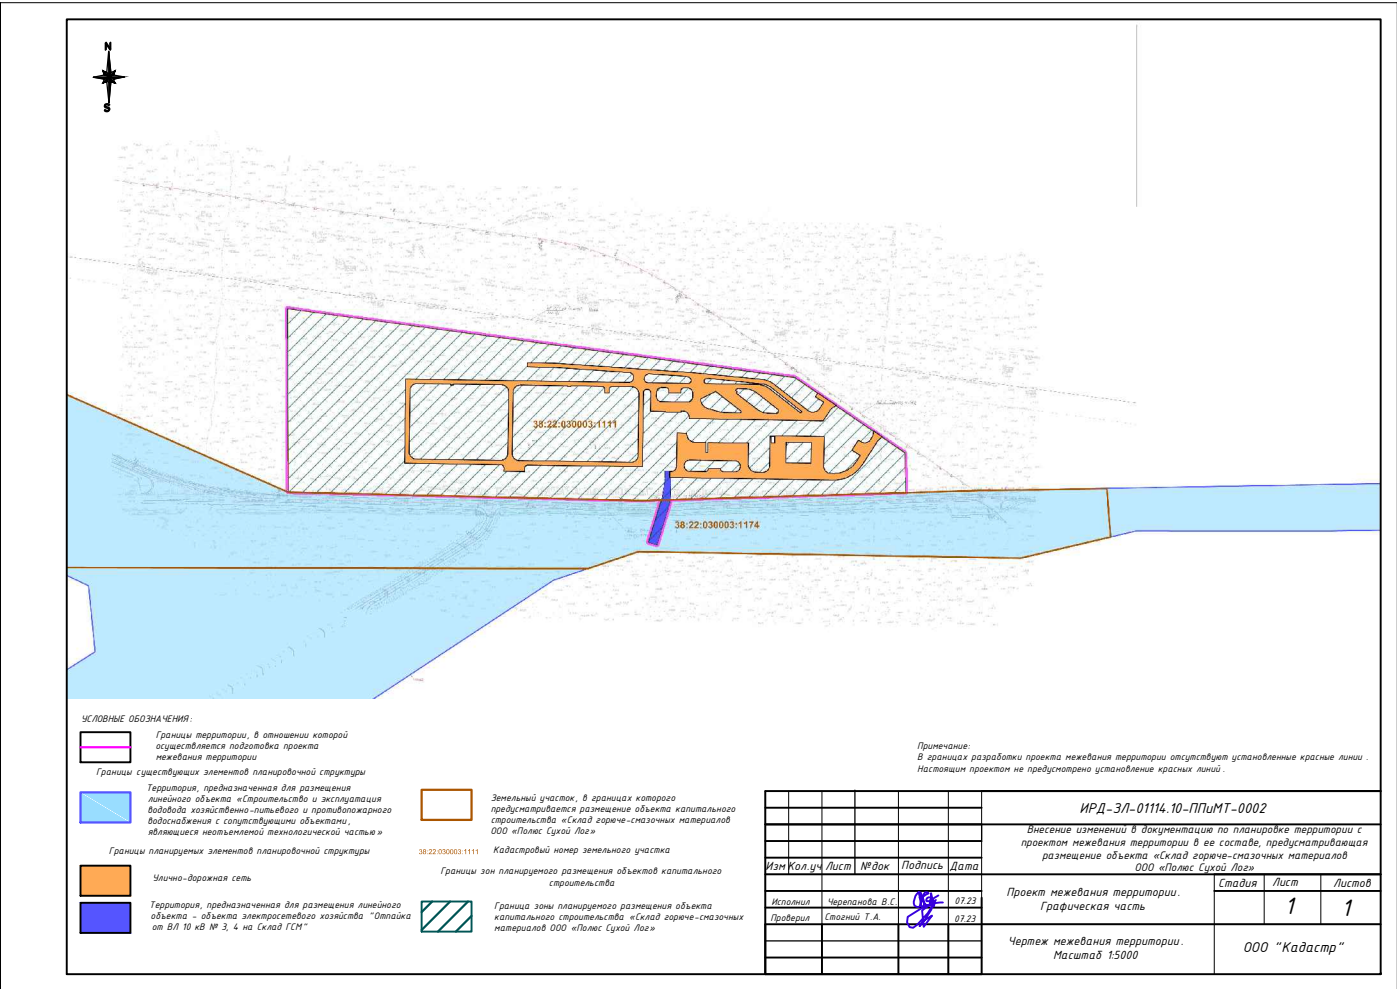 N
S
38:22:030003:1111
38:22:030003:1174
УСЛОВНЫЕ ОБОЗНАЧЕНИЯ:
Границы территории, в отношении которой
осуществляется подготовка проекта
межевания территории
Границы существующих элементов планировочной структуры
Территория, предназначенная для размещения
линейного объекта «Строительство и эксплуатация
водовода хозяйственно-питьевого и противопожарного
водоснабжения с сопутствующими объектами,
являющиеся неотъемлемой технологической частью»
Границы планируемых элементов планировочной структуры
Улично-дорожная сеть
Территория, предназначенная для размещения линейного
объекта - объекта электросетевого хозяйства "Отпайка
от ВЛ 10 кВ № 3, 4 на Склад ГСМ"
Земельный участок, в границах которого
предусматривается размещение объекта капитального
строительства «Склад горюче-смазочных материалов
ООО «Полюс Сухой Лог»
38:22:030003:1111 Кадастровый номер земельного участка
Границы зон планируемого размещения объектов капитального
строительства
Граница зоны планируемого размещения объекта
капитального строительства «Склад горюче-смазочных
материалов ООО «Полюс Сухой Лог»
Примечание:
В границах разработки проекта межевания территории отсутствуют установленные красные линии .
Настоящим проектом не предусмотрено установление красных линий .
ИРД-ЗЛ-01114.10-ППиМТ-0002
Внесение изменений в документацию по планировке территории с
проектом межевания территории в ее составе, предусматривающая
размещение объекта «Склад горюче-смазочных материалов
ООО «Полюс Сухой Лог»
Изм Кол.уч Лист №док Подпись Дата
Исполнил Черепанова В.С. 07.23
Проверил Стогний Т.А. 07.23
Проект межевания территории.
Графическая часть
Стадия Лист Листов
1 1
Чертеж межевания территории.
Масштаб 1:5000
ООО "Кадастр"